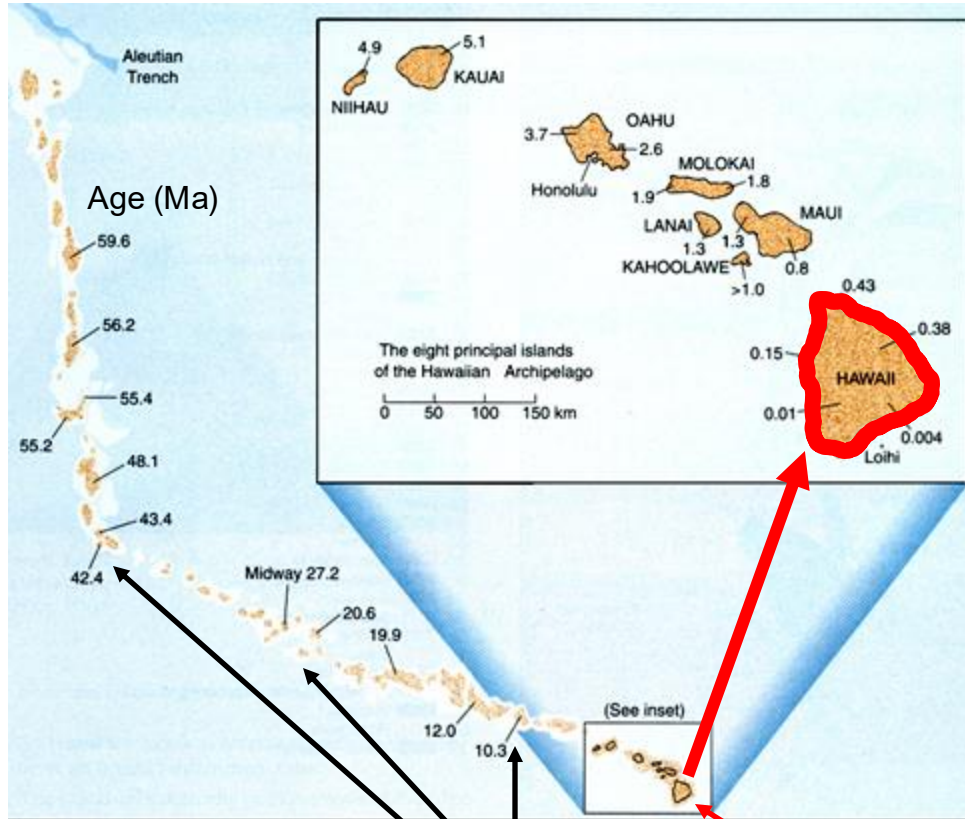 Aleutian
Trench
Age (Ma)
59.6
56.2
55.4
55.2
48.1
43.4
42.4
Midway 27.2
20.6
19.9
12.0
10.3
(See inset)
4.9
5.1
NIIHAU
KAUAI
OAHU
3.7
2.6
Honolulu
MOLOKAI
1.9
1.8
LANAI
1.3
1.3
MAUI
0.8
KAHOOLAWE
>1.0
The eight principal islands
of the Hawaiian Archipelago
0 50 100 150 km
0.43
0.38
0.15
HAWAII
0.01
0.004
Loihi